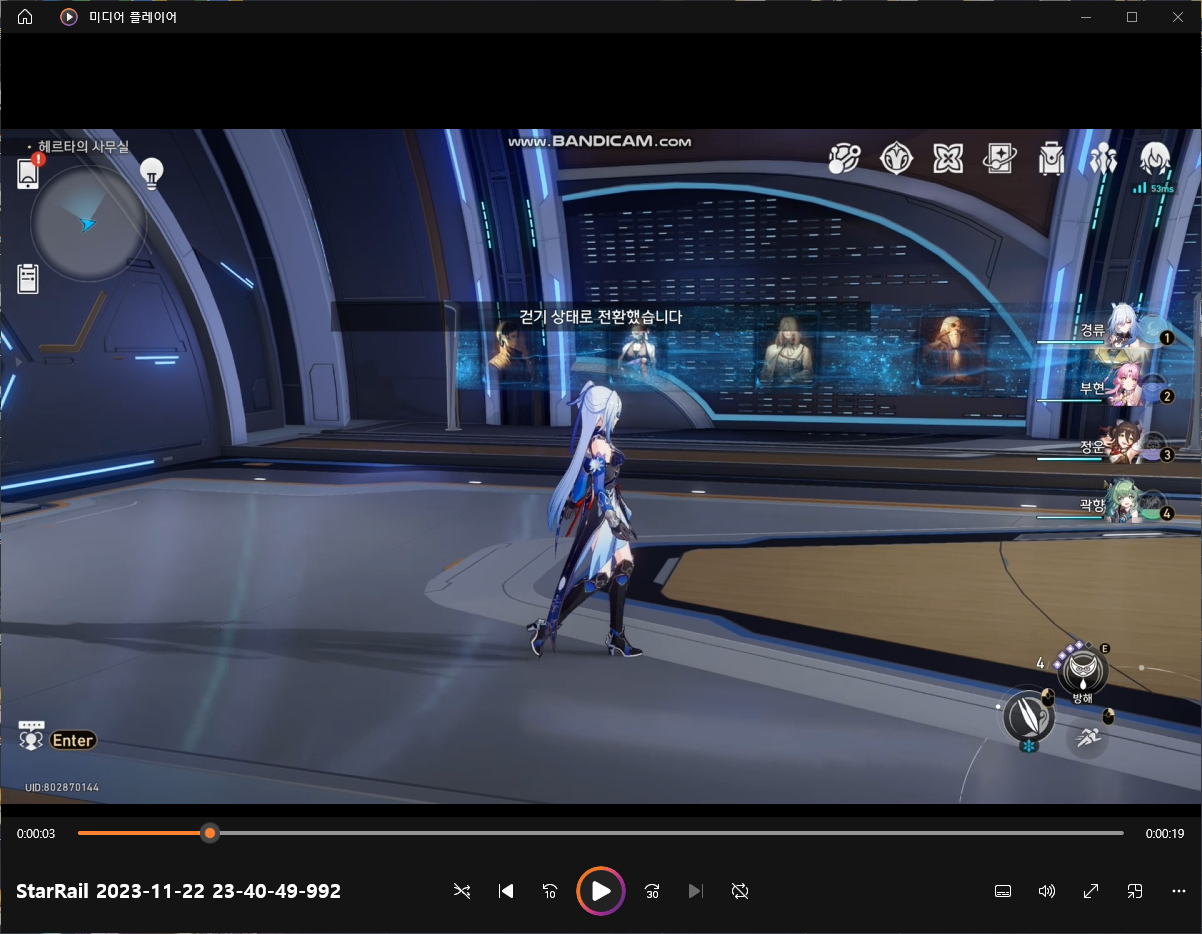 미디어 플레이어
www.BANDICAM.com
• 헤르타의 사무실
53ms
걷기 상태로 전환했습니다
경류
1
부현
2
정운
3
곽향
4
E
4
방해
Enter
UID:802870144
0:00:03
0:00:19
StarRail 2023-11-22 23-40-49-992
10
30